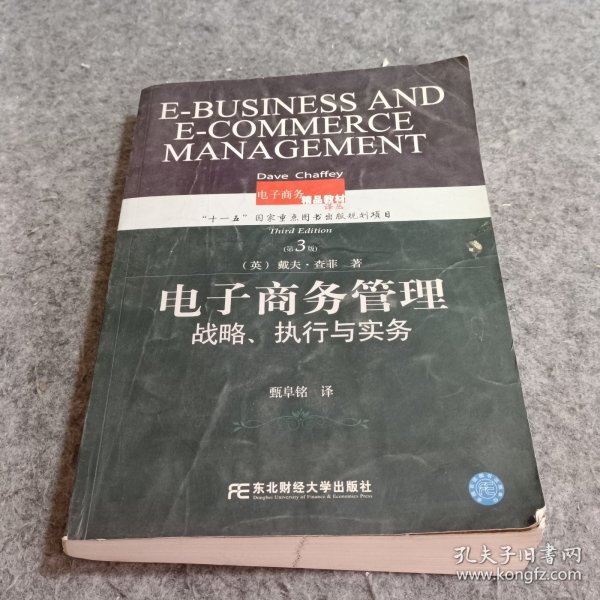 E-BUSINESS AND
E-COMMERCE
MANAGEMENT
Dave Chaffey
电子商务精品教材
译丛
“十一五”国家重点图书出版规划项目
Third Edition
(第3版)
(英) 戴夫·查菲 著
电子商务管理
战略、执行与实务
甄阜铭 译
东北财经大学出版社
Dongbei University of Finance & Economics Press
孔夫子旧书网
www.kongfz.com